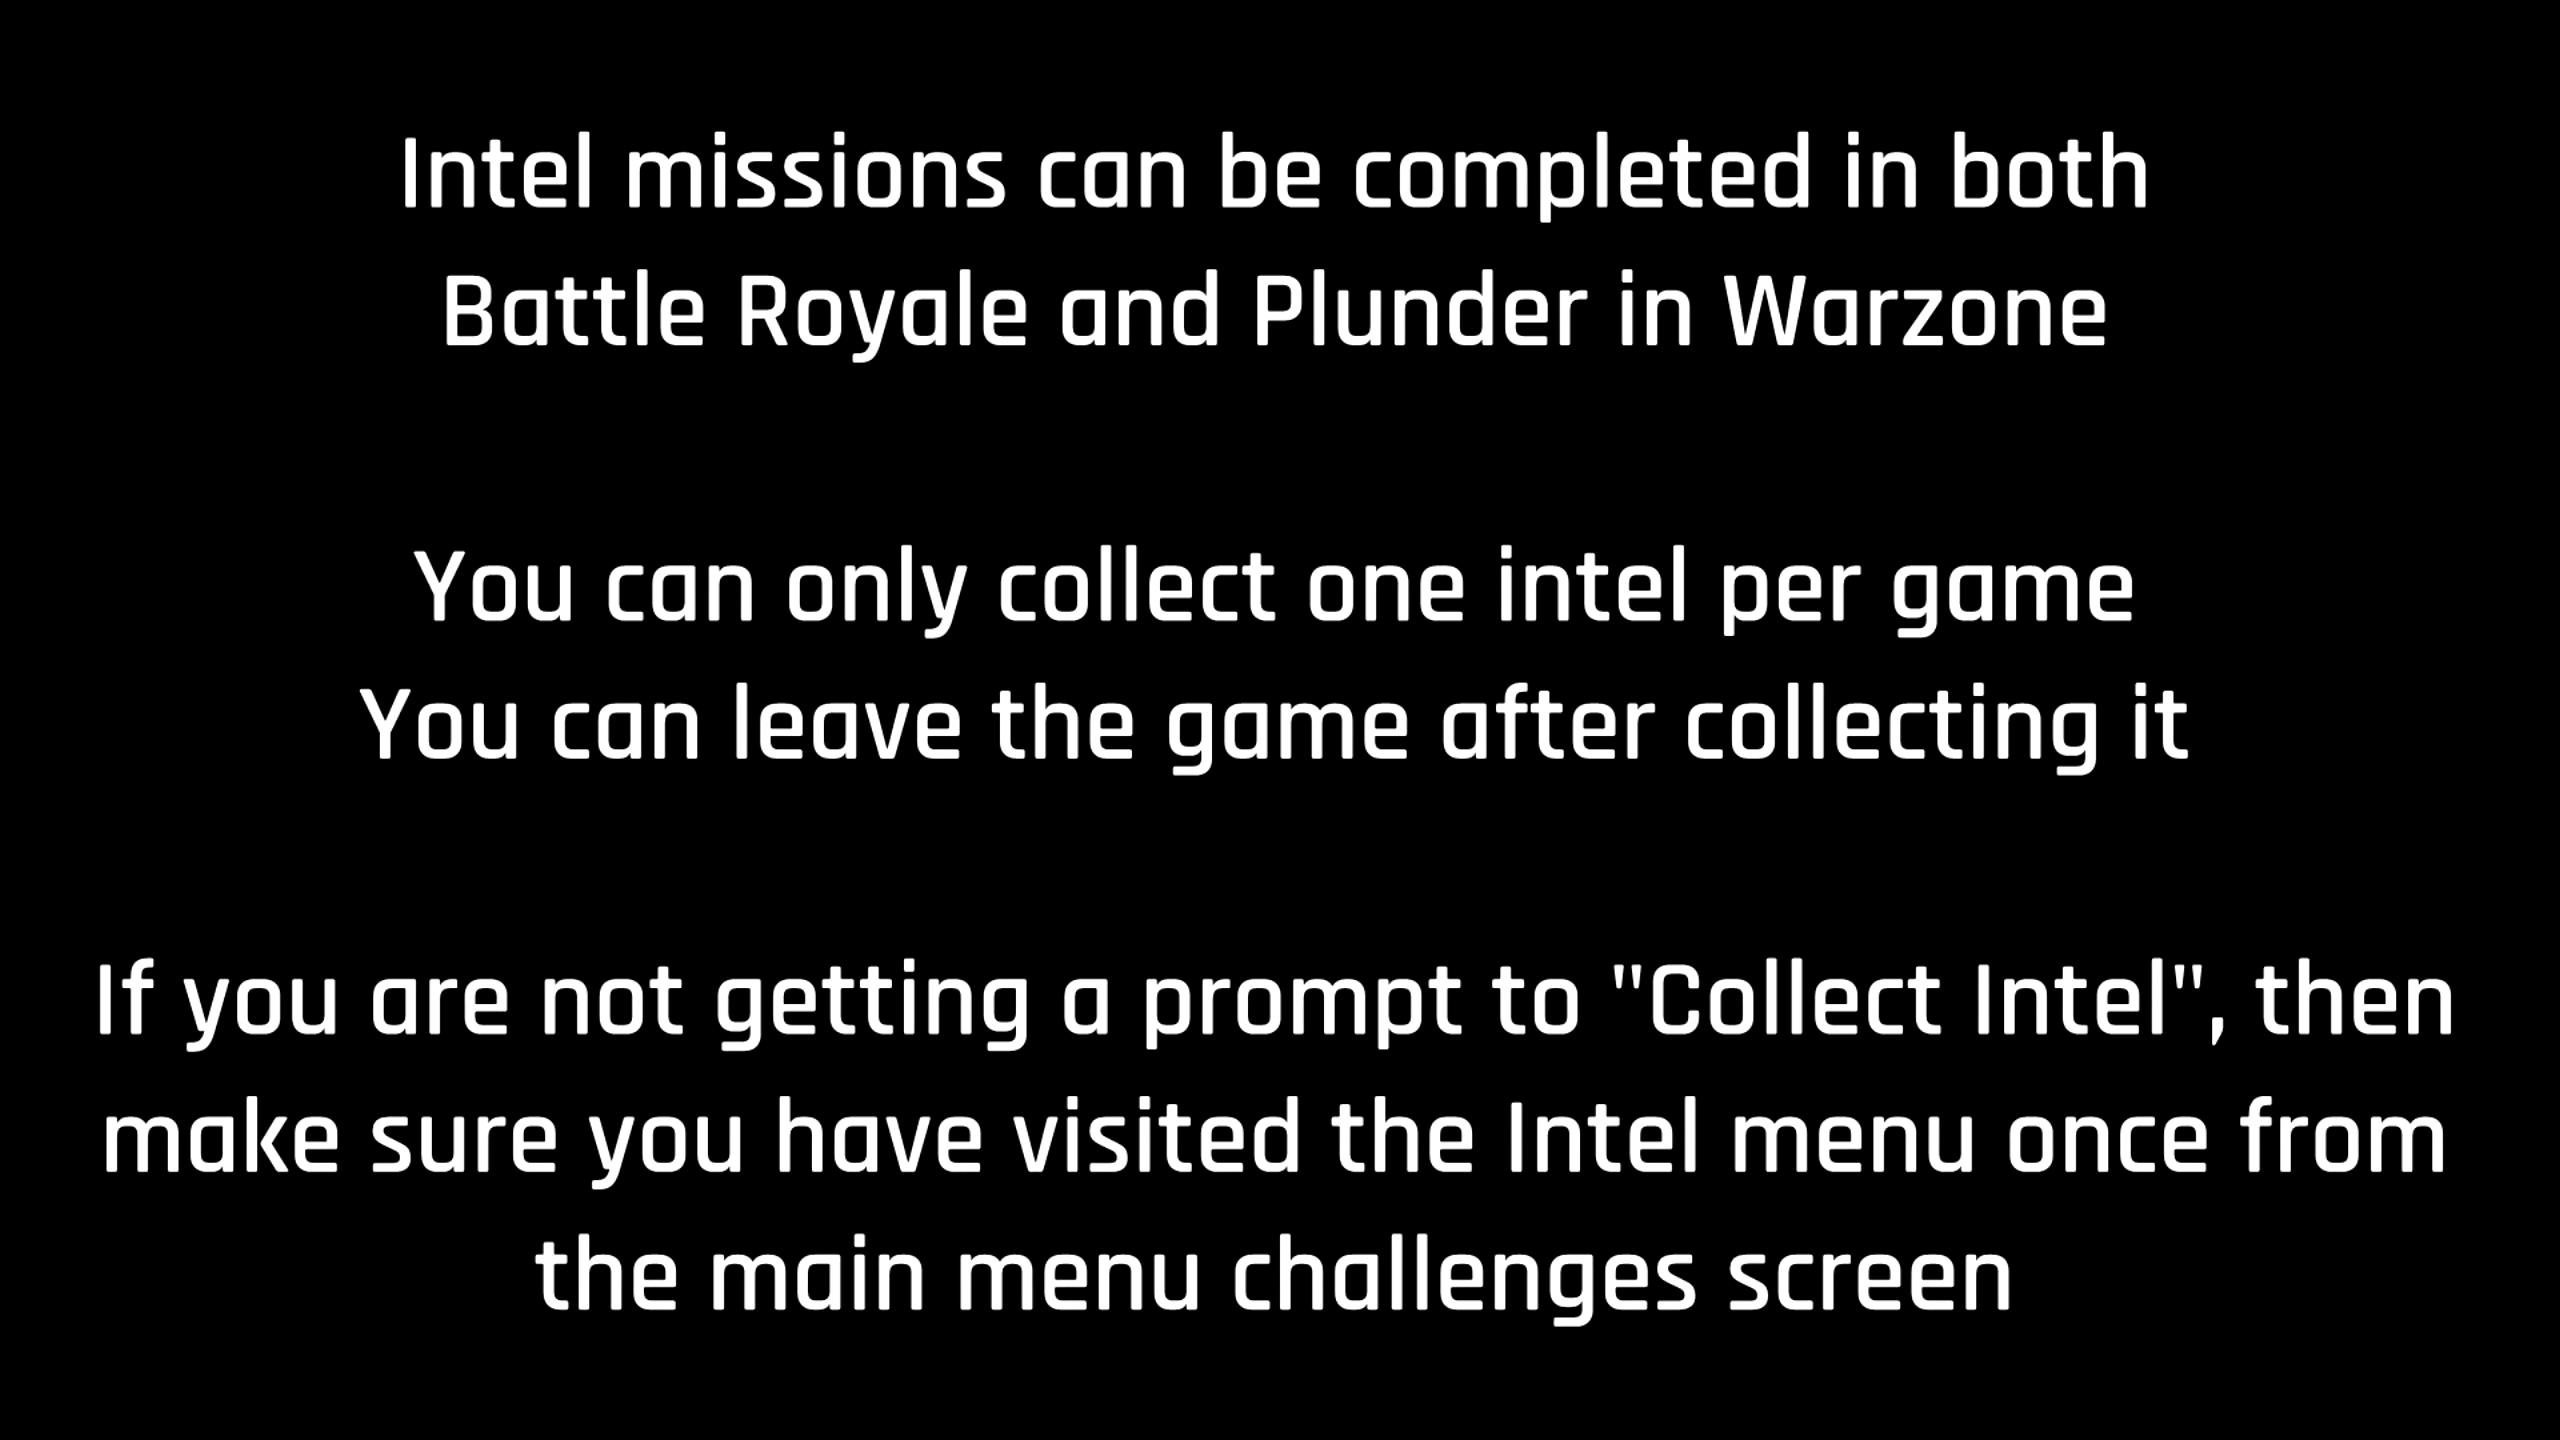 Intel missions can be completed in both
Battle Royale and Plunder in Warzone
You can only collect one intel per game
You can leave the game after collecting it
If you are not getting a prompt to "Collect Intel", then
make sure you have visited the Intel menu once from
the main menu challenges screen